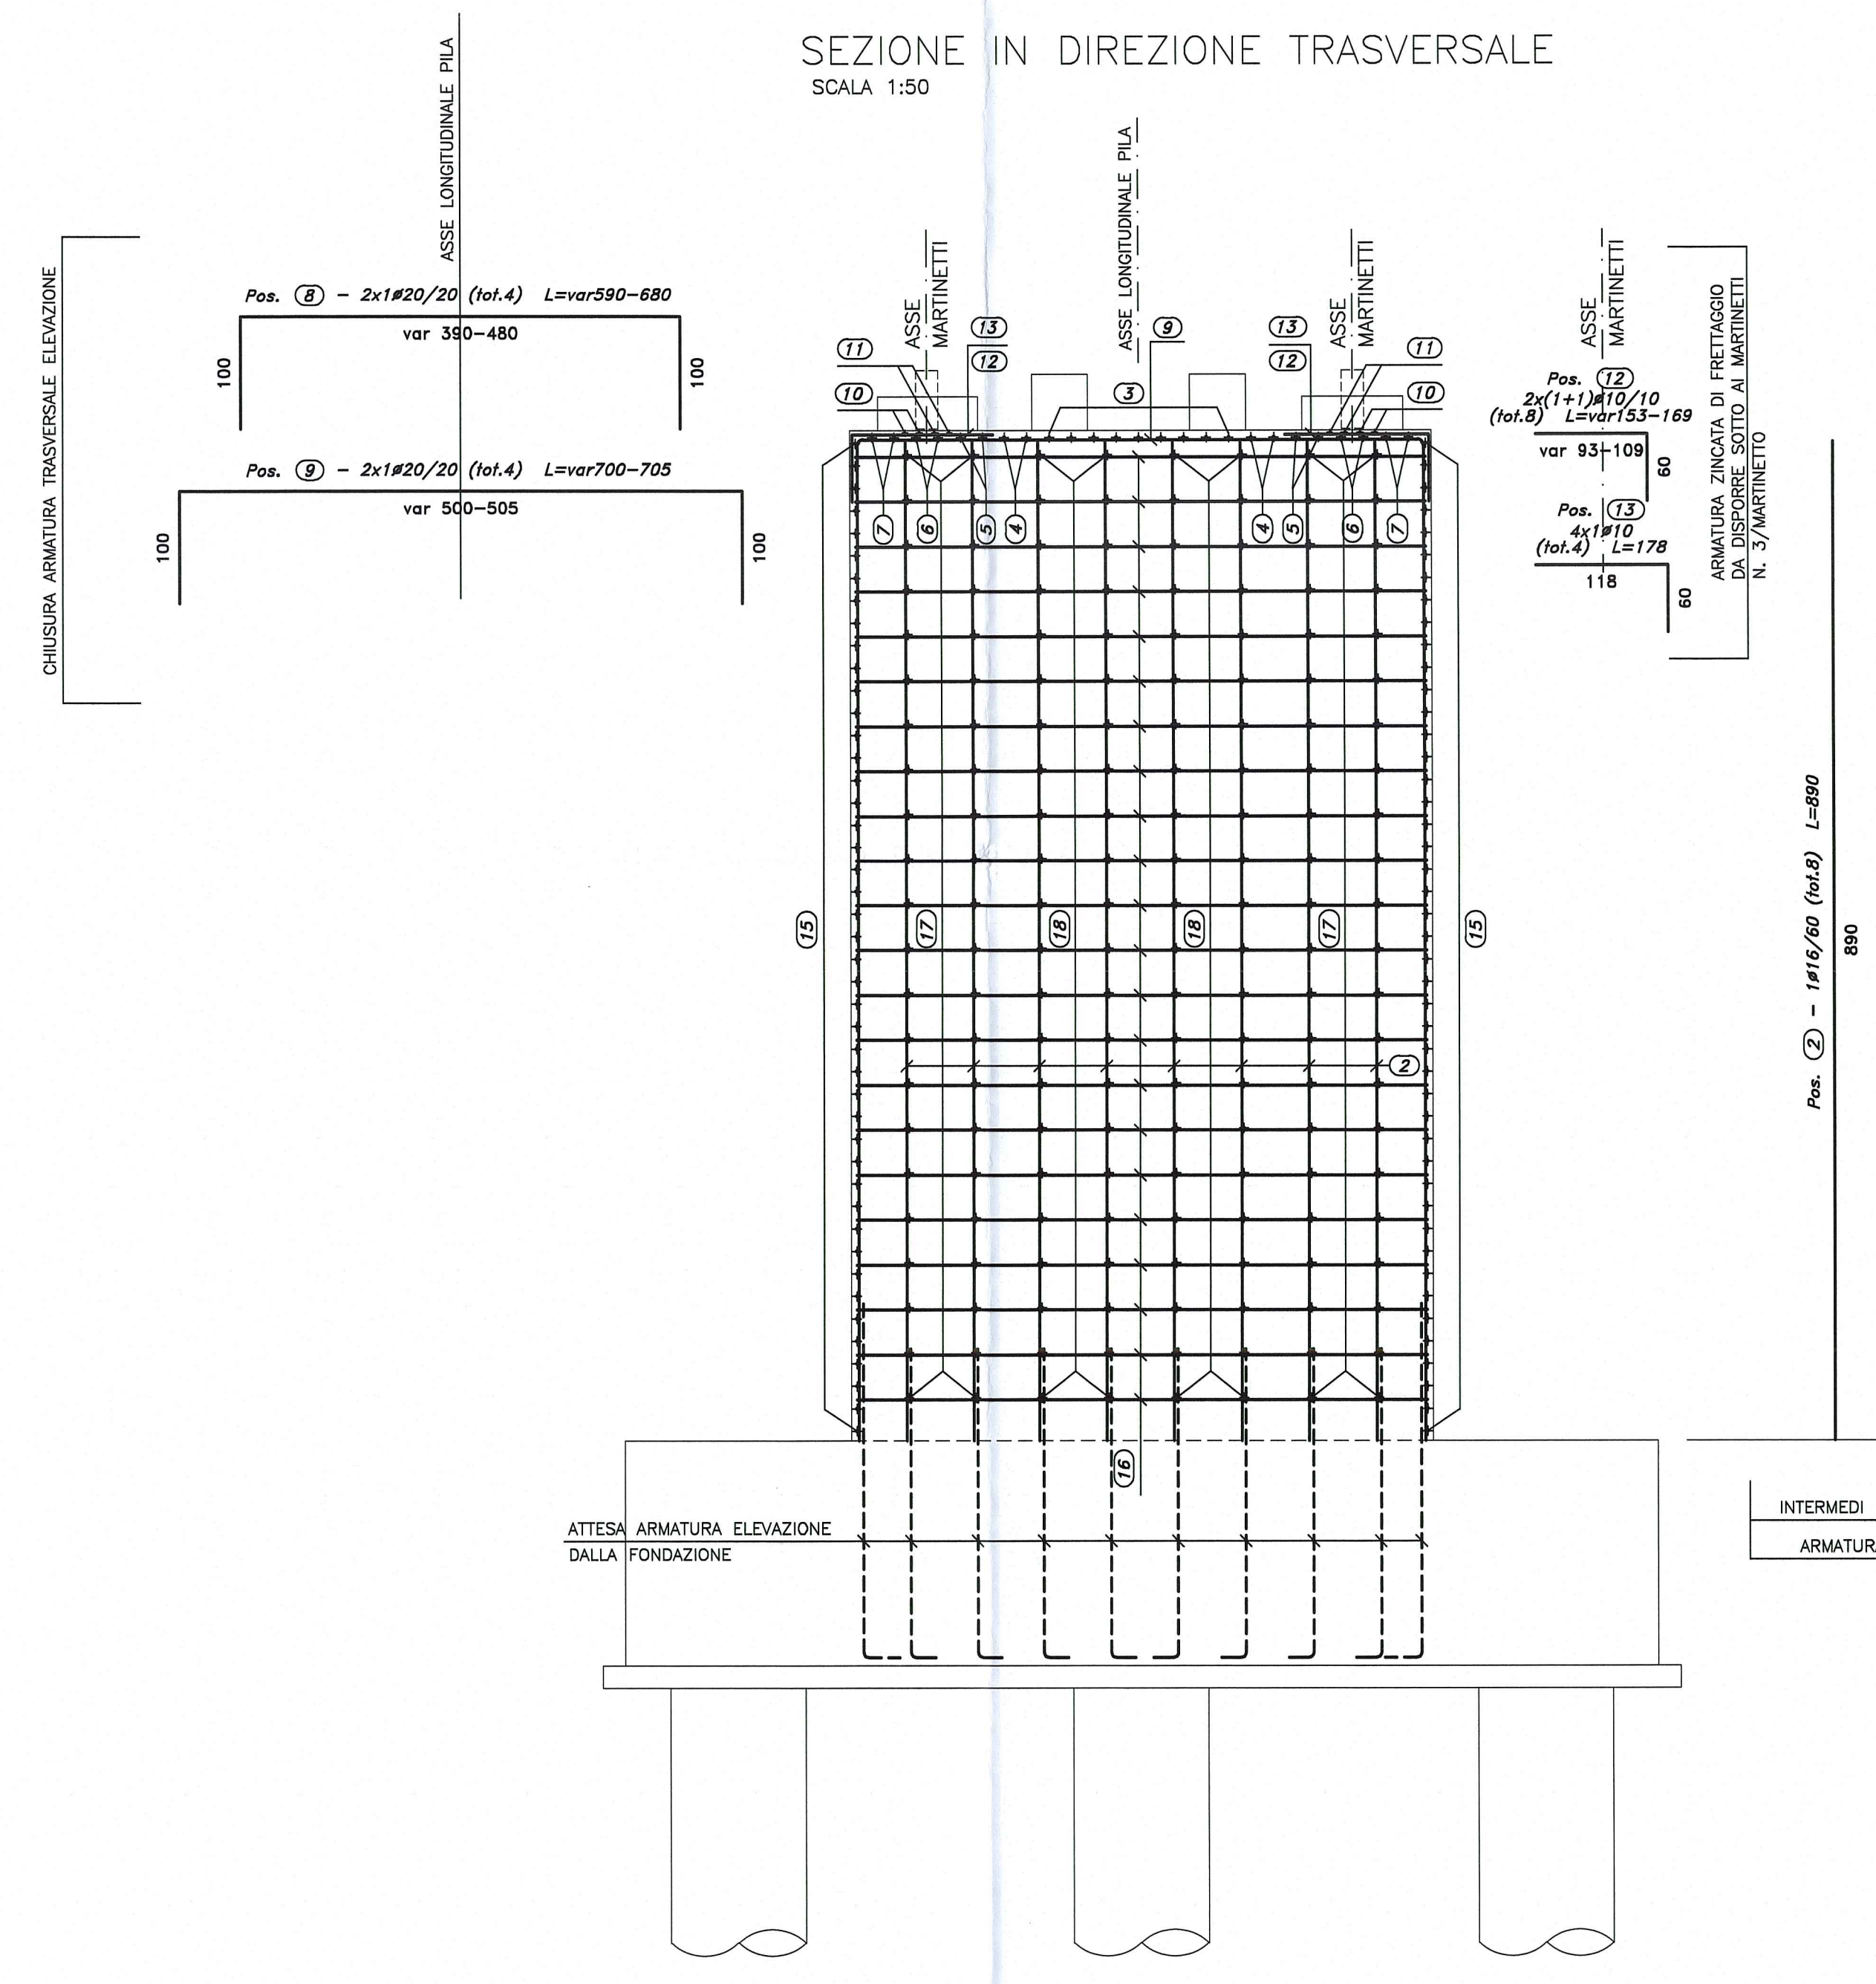 SEZIONE IN DIREZIONE TRASVERSALE
SCALA 1:50
CHIUSURA ARMATURA TRASVERSALE ELEVAZIONE
ASSE LONGITUDINALE PILA
Pos. 8 - 2x1ø20/20 (tot.4) L=var590-680
var 390-480
100
100
Pos. 9 - 2x1ø20/20 (tot.4) L=var700-705
var 500-505
100
100
ASSE
MARTINETTI
ASSE LONGITUDINALE PILA
ASSE
MARTINETTI
11
10
13
12
9
3
13
12
11
10
7
6
5
4
4
5
6
7
15
17
18
18
17
15
2
16
ATTESA ARMATURA ELEVAZIONE
DALLA FONDAZIONE
ASSE
MARTINETTI
Pos. 12
2x(1+1)ø10/10
(tot.8) L=var153-169
var 93-109
60
Pos. 13
4x1ø10
(tot.4) L=178
118
60
ARMATURA ZINCATA DI FRETTAGGIO
DA DISPORRE SOTTO AI MARTINETTI
N. 3/MARTINETTO
Pos. 2 - 1ø16/60 (tot.8) L=890
890
INTERMEDI
ARMATURA